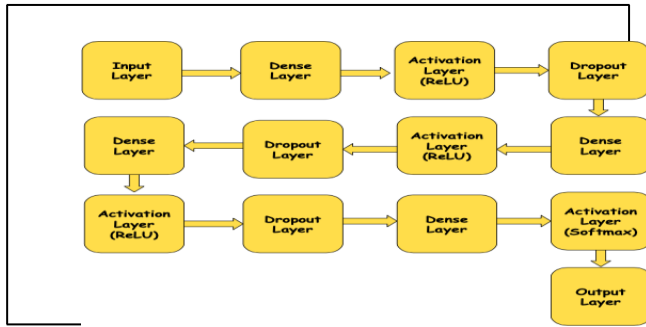 Input
Layer
Dense
Layer
Activation
Layer
(ReLU)
Dropout
Layer
Dense
Layer
Activation
Layer
(ReLU)
Dropout
Layer
Dense
Layer
Activation
Layer
(ReLU)
Dropout
Layer
Dense
Layer
Activation
Layer
(Softmax)
Output
Layer